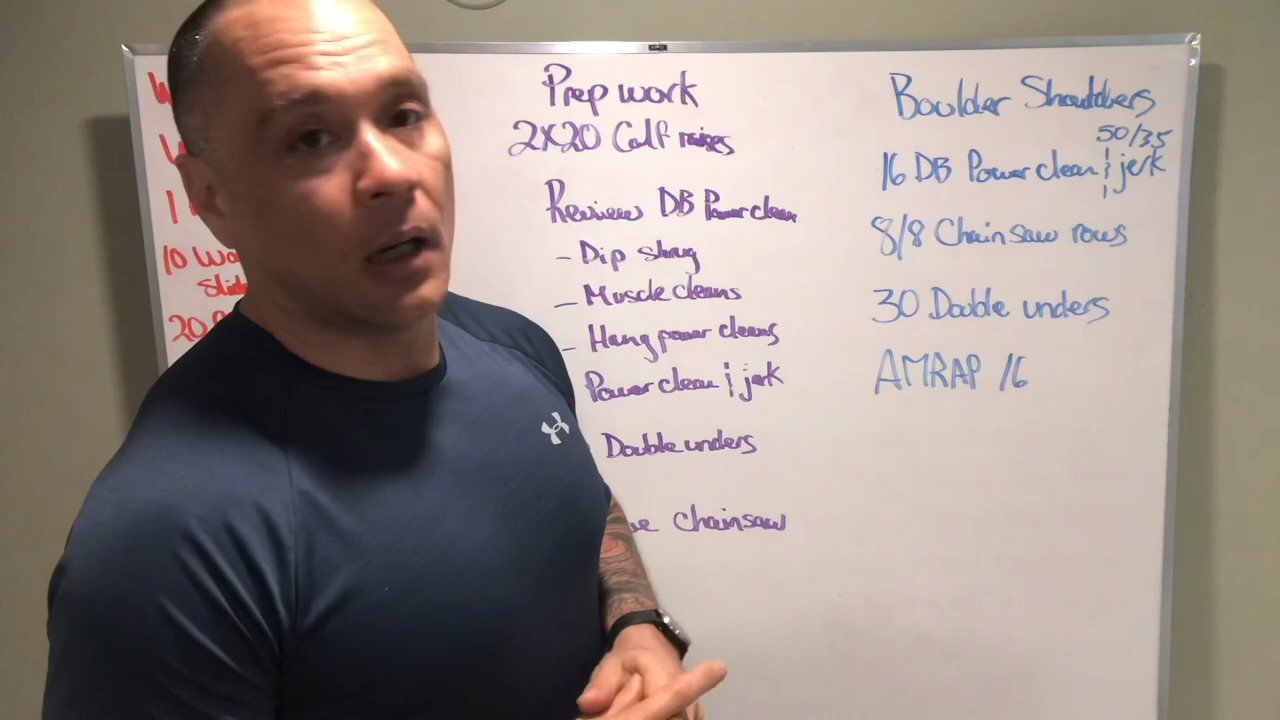 10
20
Prep work
2X20 Calf raises
Review DB Power clean
- Dip shrug
- Muscle cleans
- Hang power cleans
Power clean & jerk
Double unders
Chainsaw
Boulder Shoulders
50/35
16 DB Power clean & jerk
8/8 Chainsaw rows
30 Double unders
AMRAP 16